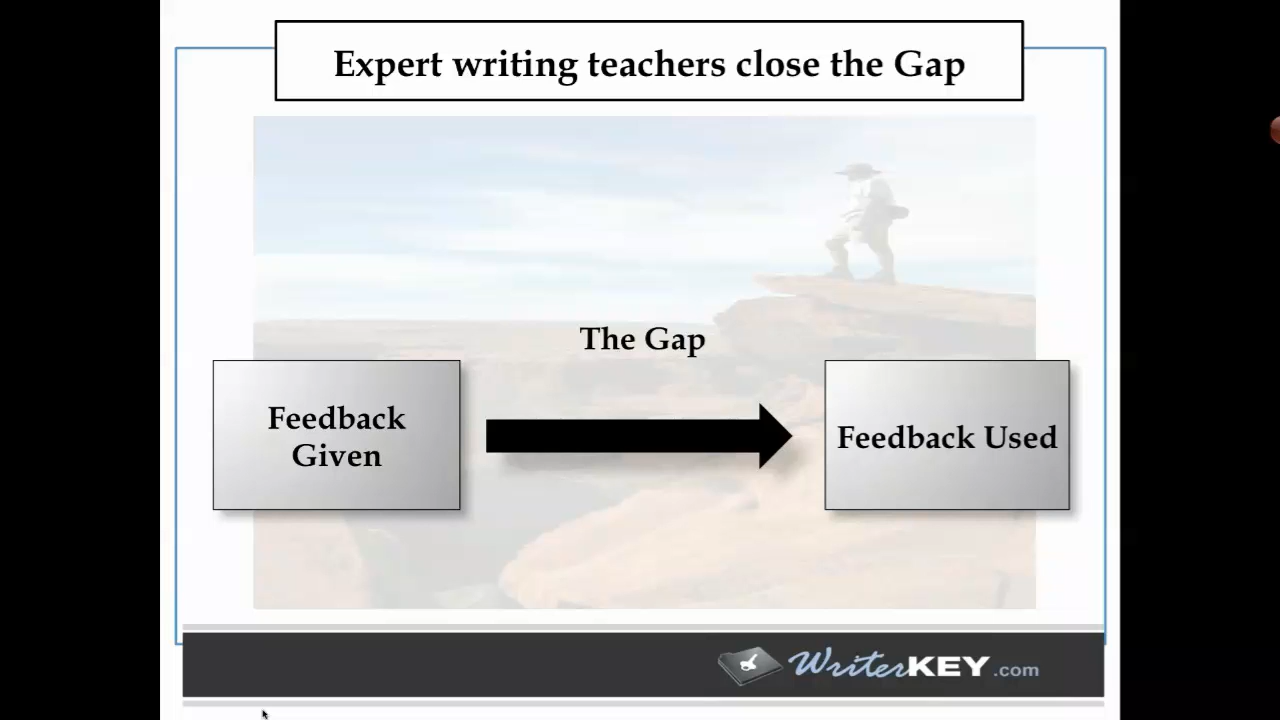 Expert writing teachers close the Gap
The Gap
Feedback
Given
Feedback Used
WriterKEY.com